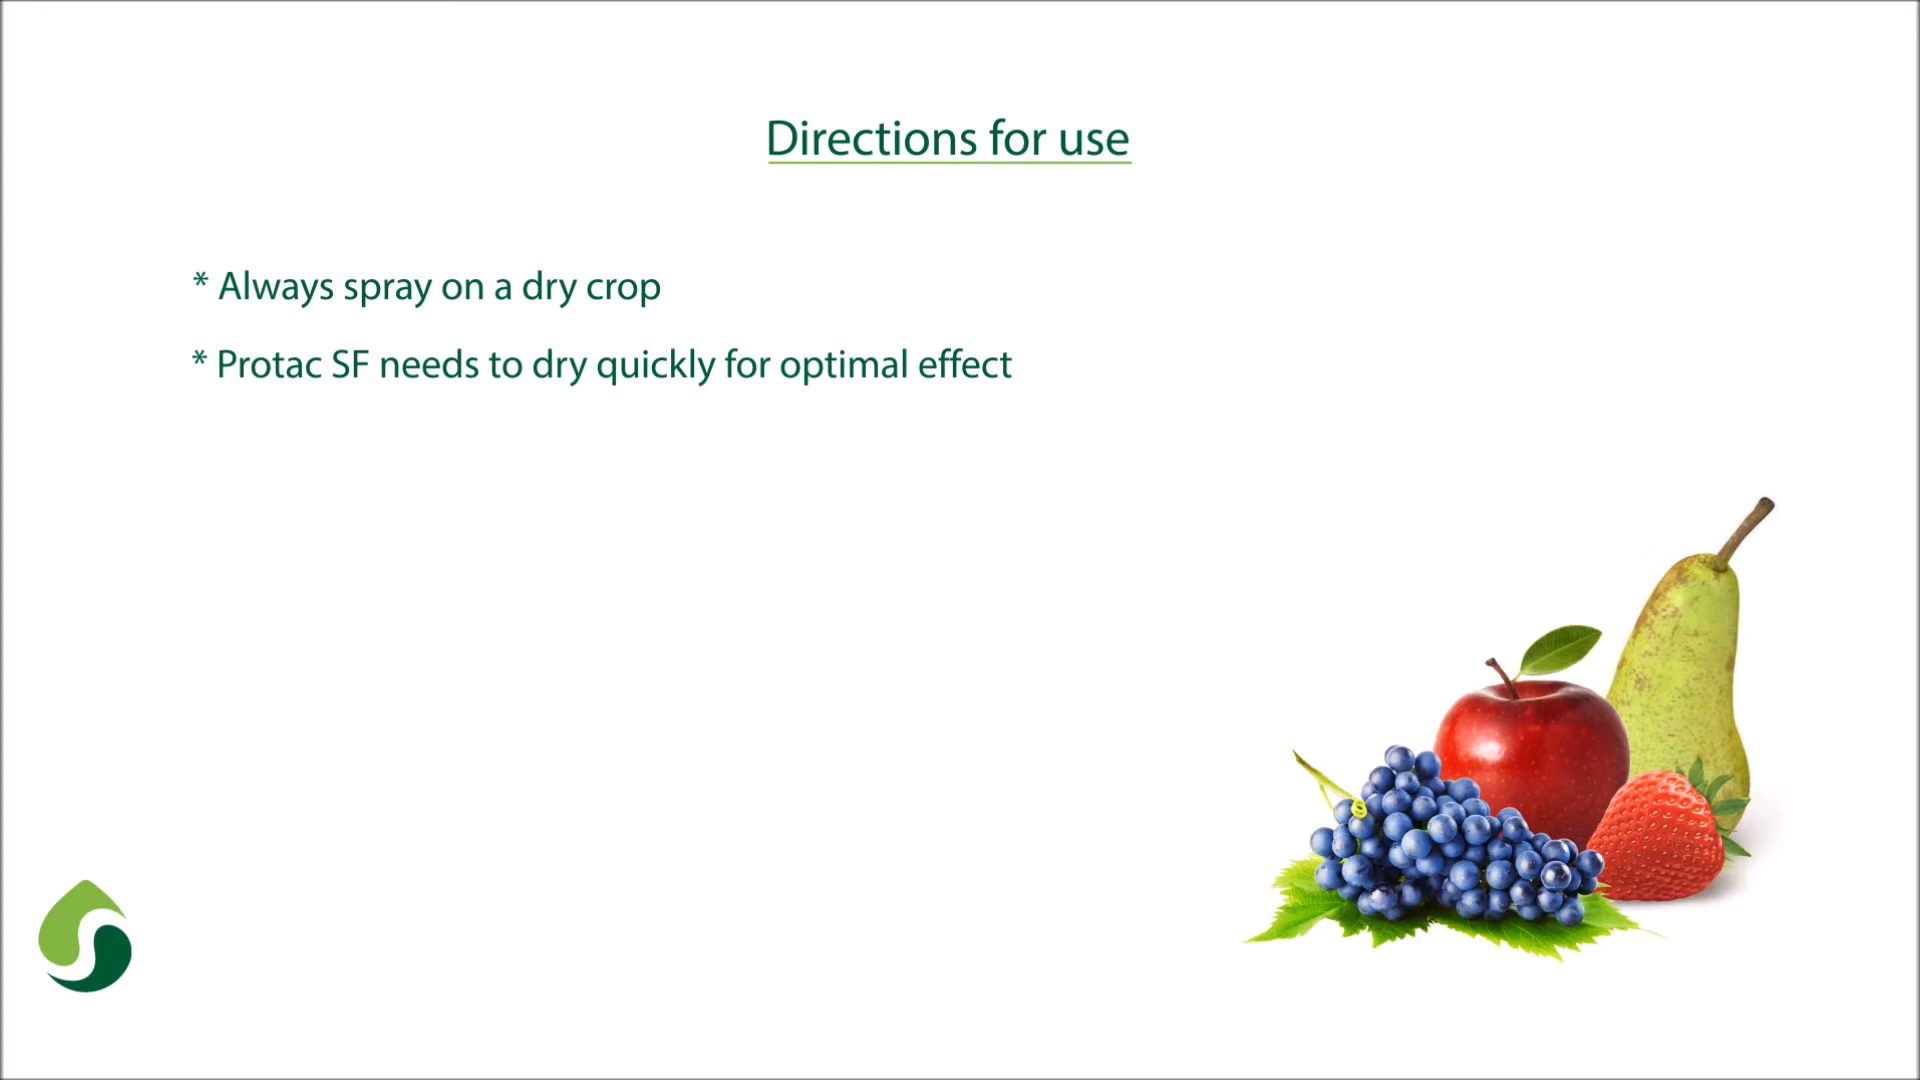 Directions for use
* Always spray on a dry crop
* Protac SF needs to dry quickly for optimal effect